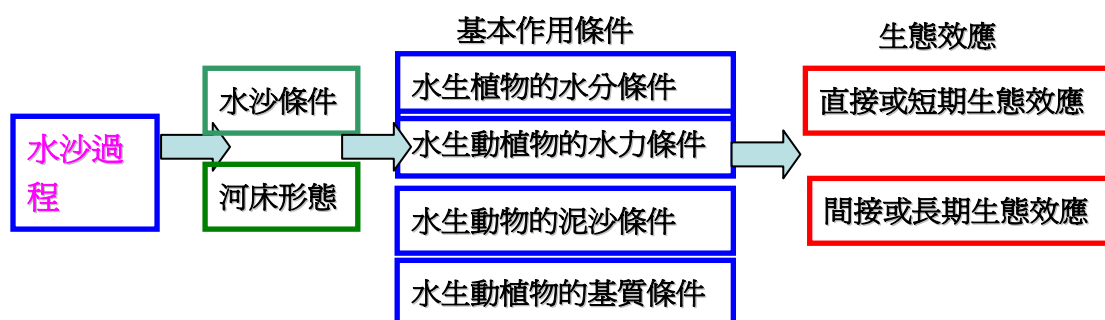 基本作用條件
生態效應
水沙過
程
水沙條件
河床形態
水生植物的水分條件
水生動植物的水力條件
水生動物的泥沙條件
水生動植物的基質條件
直接或短期生態效應
間接或長期生態效應